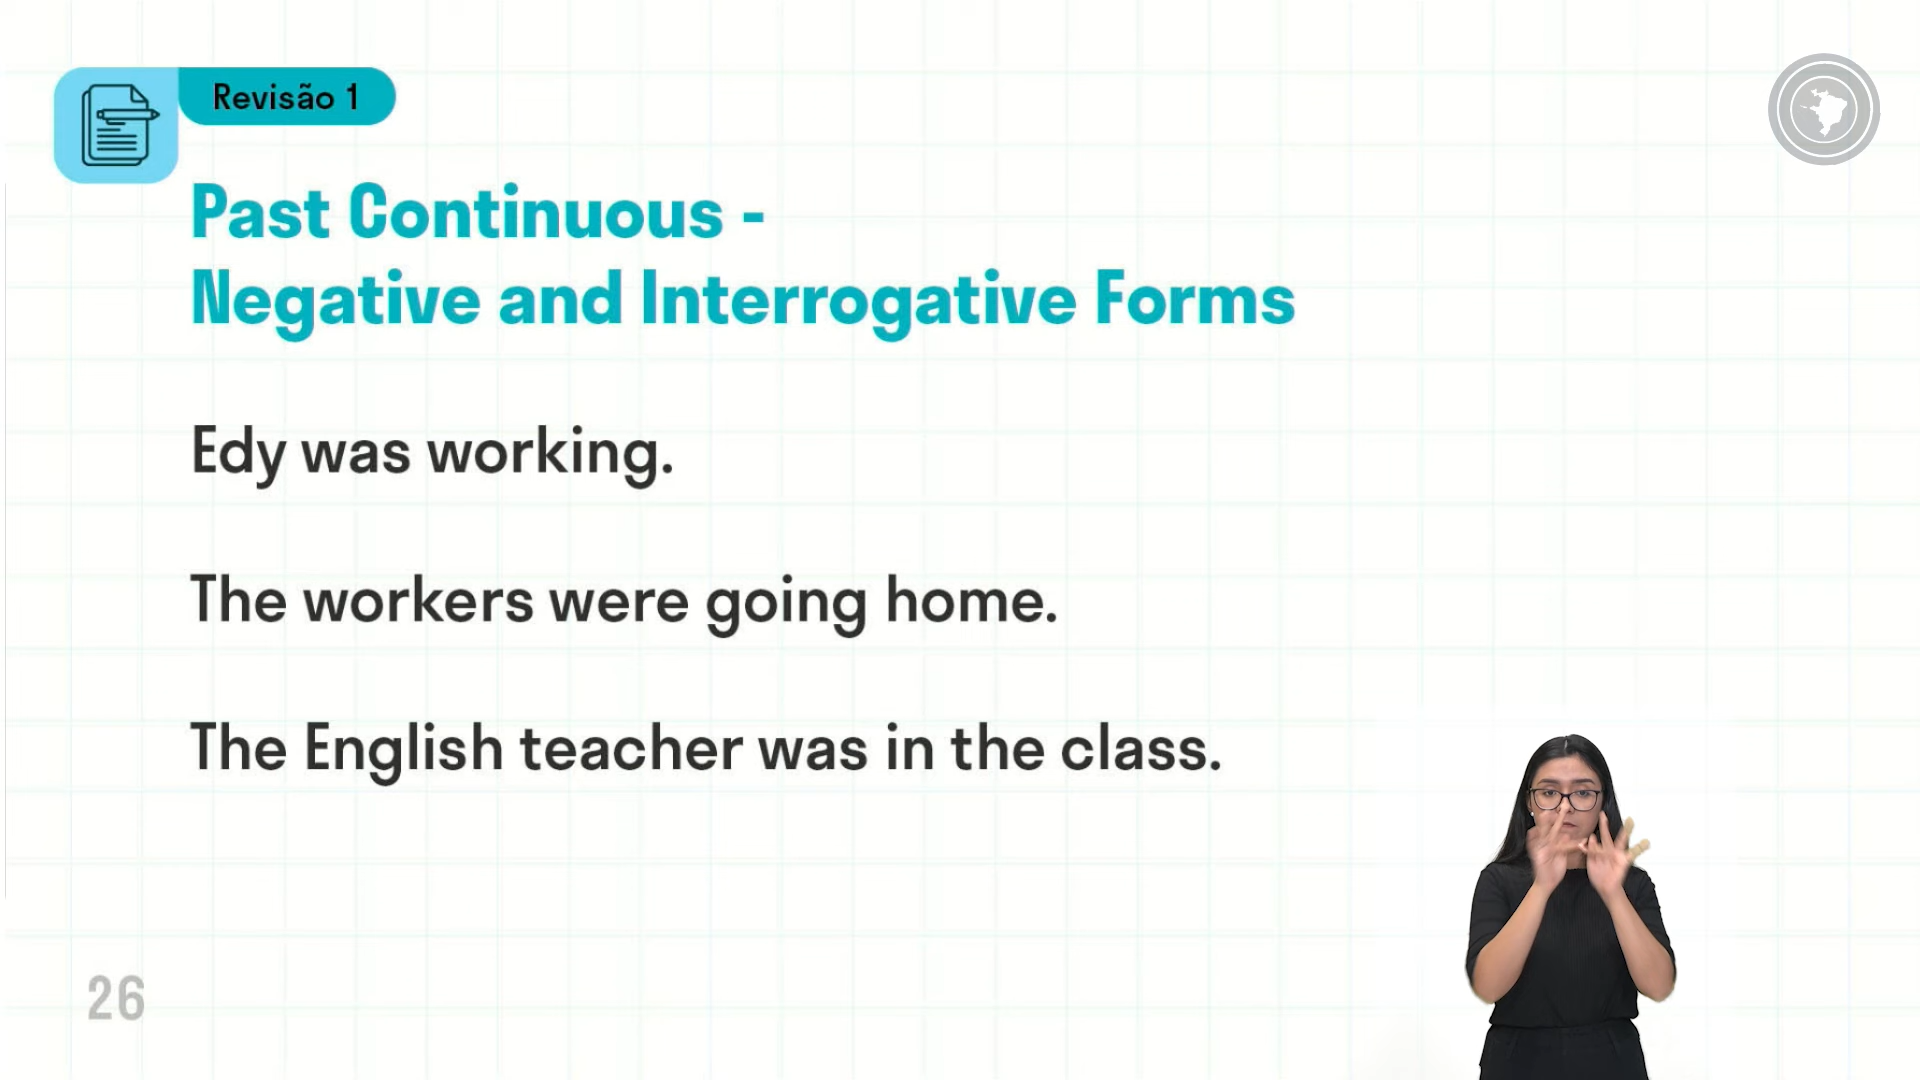 Revisão 1
Past Continuous -
Negative and Interrogative Forms
Edy was working.
The workers were going home.
The English teacher was in the class.
26